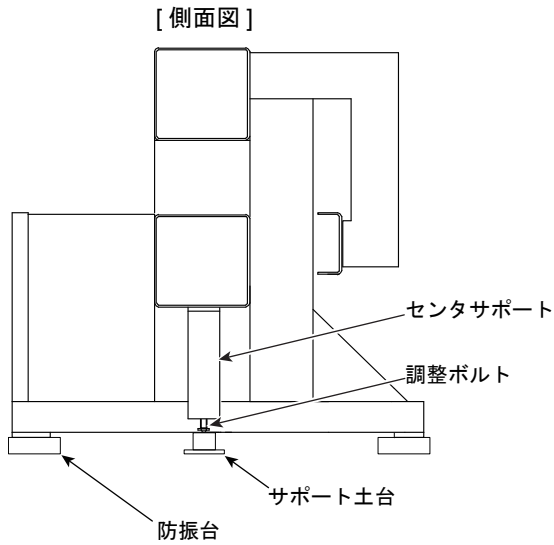 [ 側面図 ]
センタサポート
調整ボルト
サポート土台
防振台